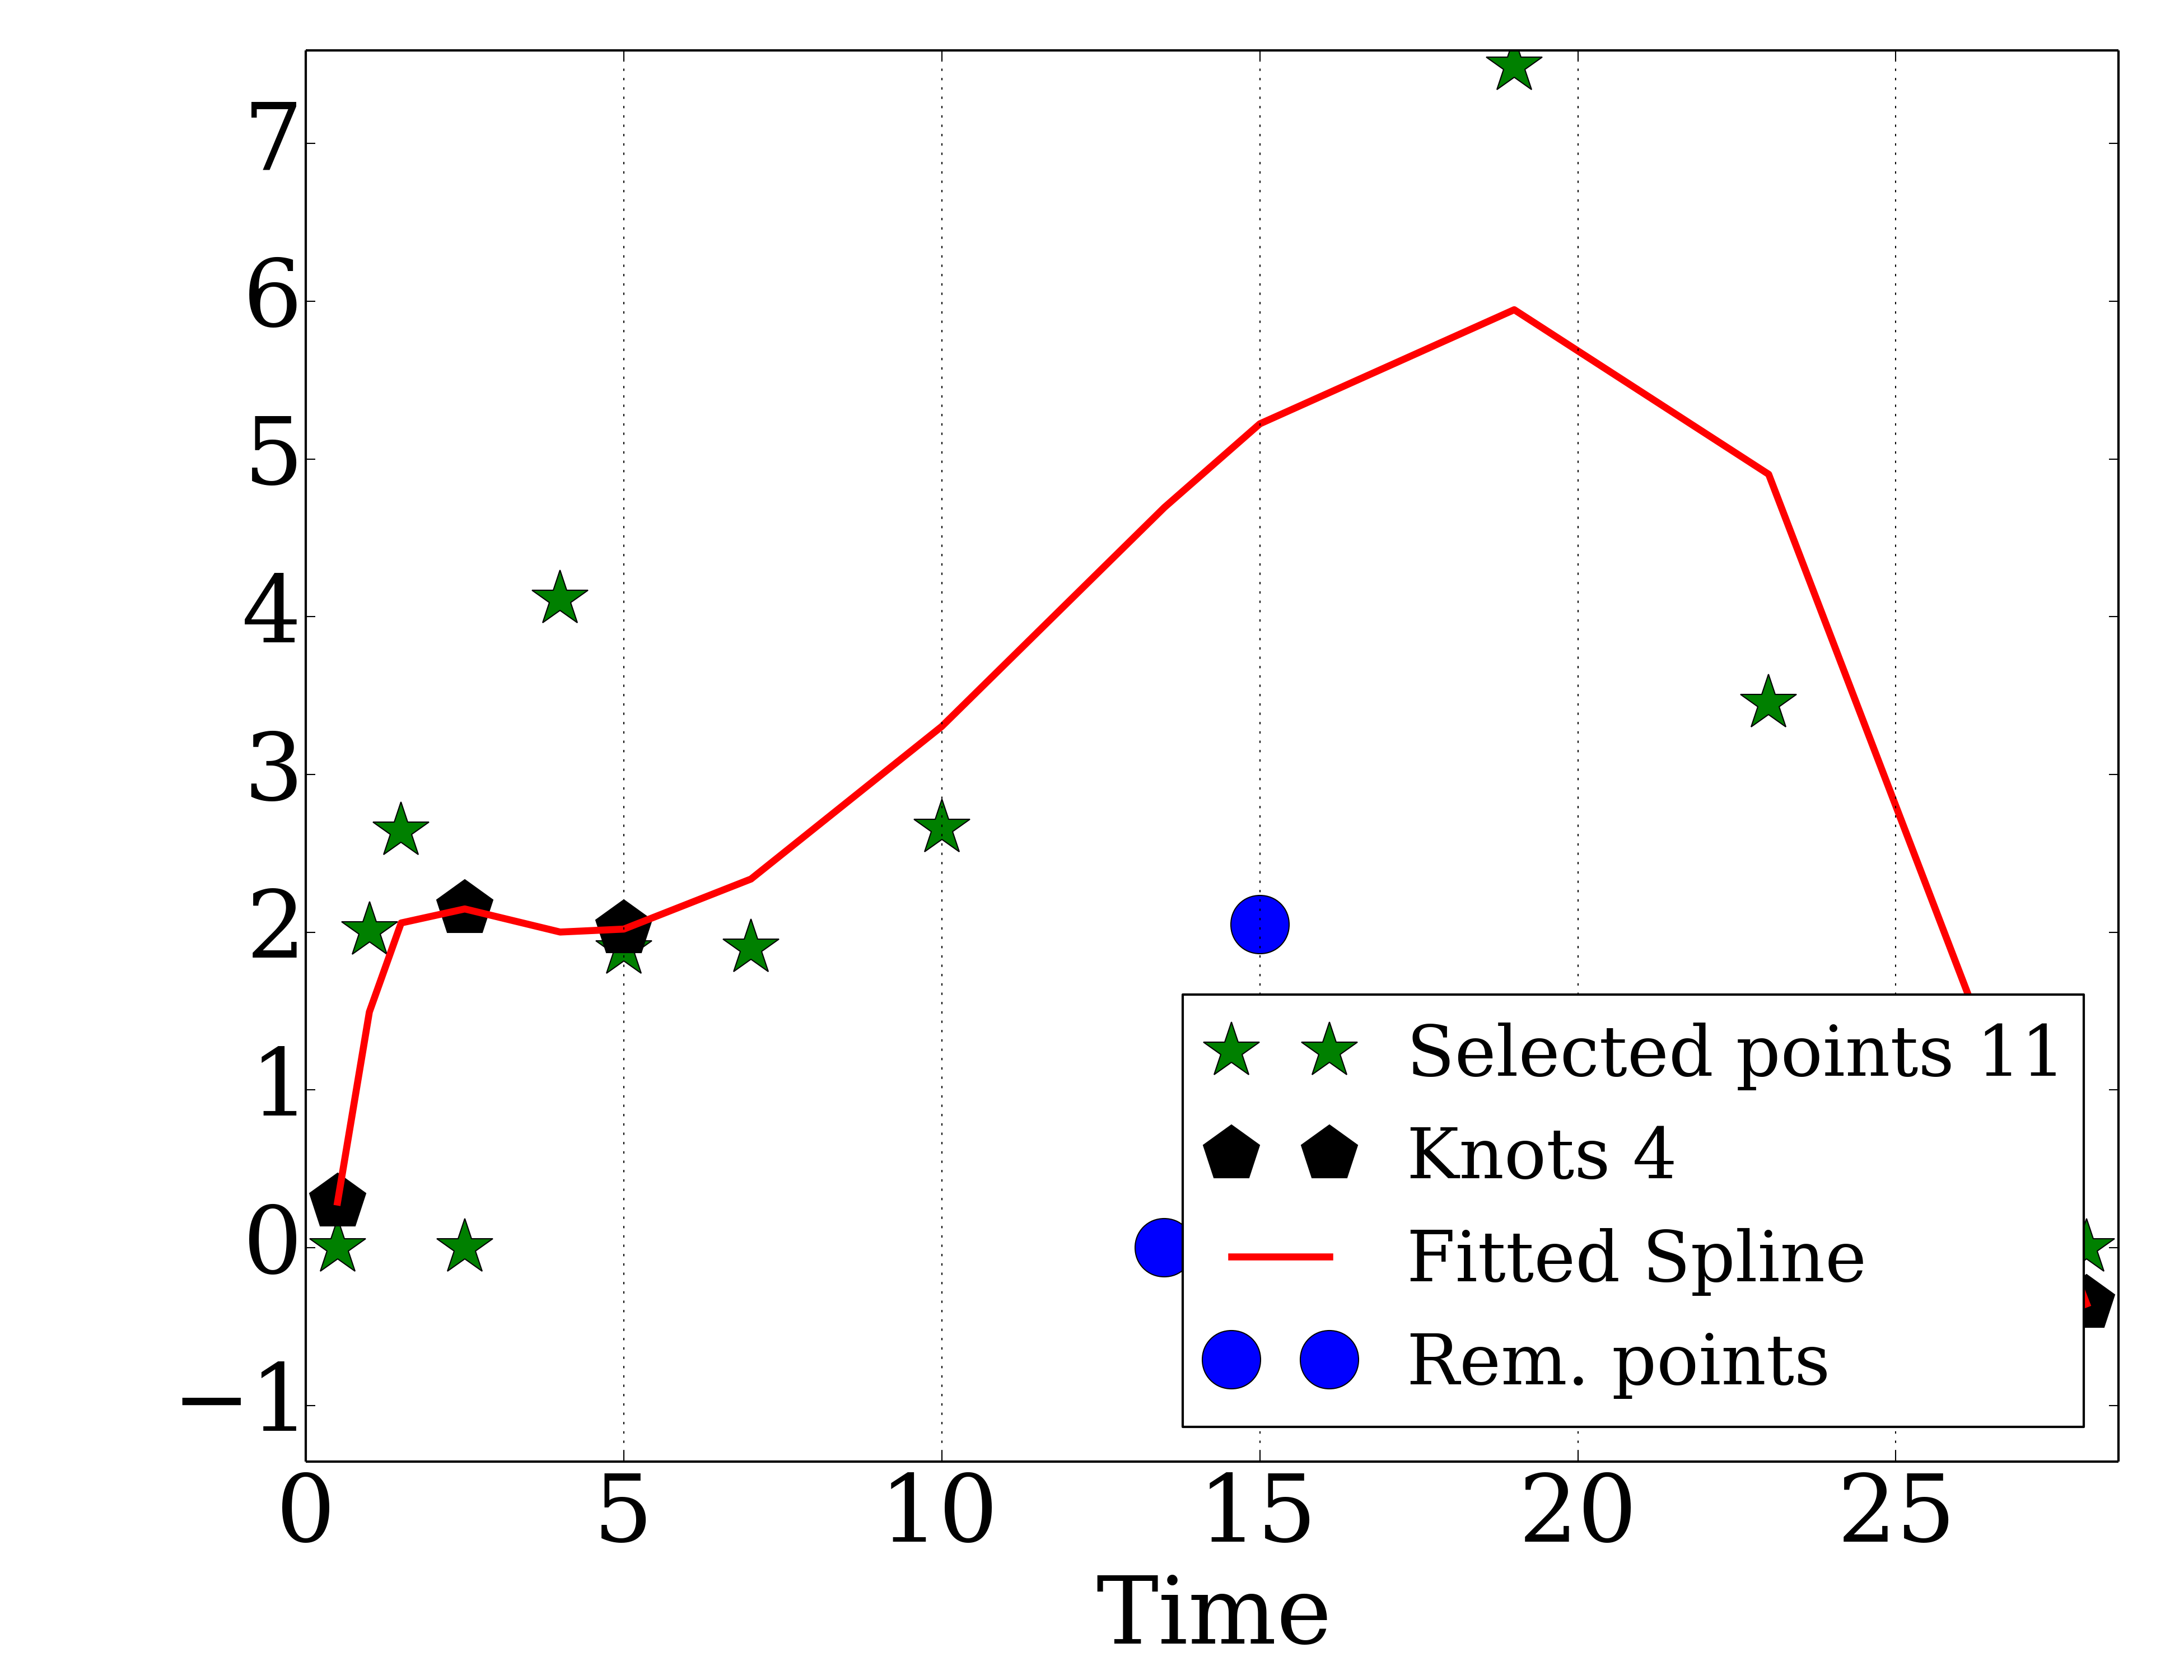 7
6
5
4
3
2
1
0
−1
Selected points 11
Knots 4
Fitted Spline
Rem. points
0 5 10 15 20 25
Time